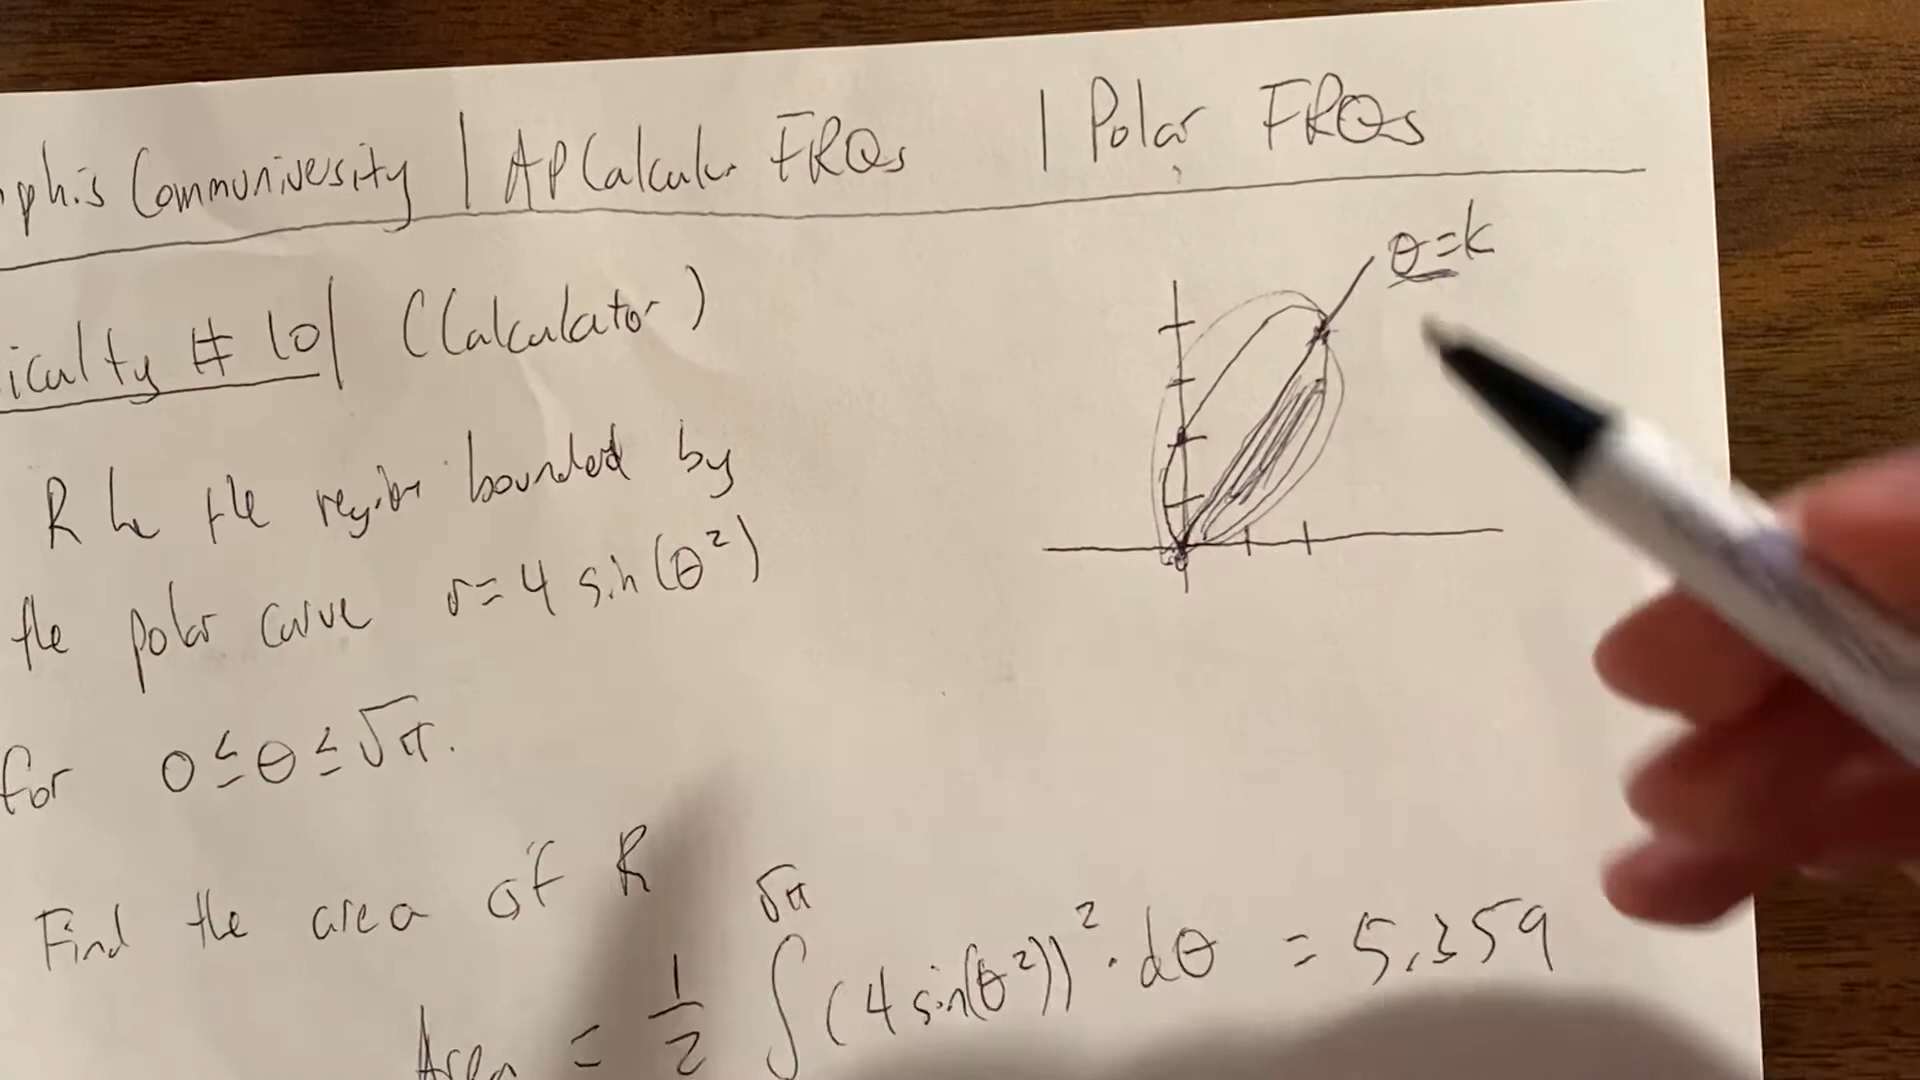 phis Communiversity | AP Calculus FRQs | Polar FRQs
iculty # 10 | (Calculator)
θ=k
R be the region bounded by
the polar curve r=4 sin(θ²)
for 0≤θ≤√π.
Find the area of R
Area = 1/2 ∫ √π (4 sin(θ²))² · dθ = 5.359